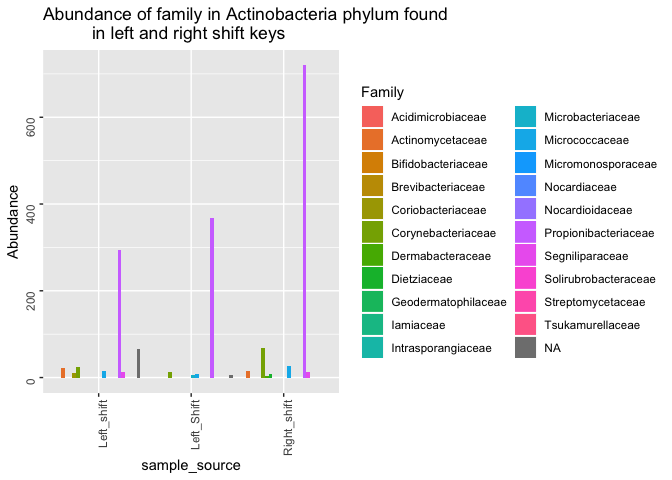 Abundance of family in Actinobacteria phylum found
in left and right shift keys
Abundance
600
400
200
0
Left_shift
Left_Shift
Right_shift
sample_source
Family
Acidimicrobiaceae
Actinomycetaceae
Bifidobacteriaceae
Brevibacteriaceae
Coriobacteriaceae
Corynebacteriaceae
Dermabacteraceae
Dietziaceae
Geodermatophilaceae
Iamiaceae
Intrasporangiaceae
Microbacteriaceae
Micrococcaceae
Micromonosporaceae
Nocardiaceae
Nocardioidaceae
Propionibacteriaceae
Segniliparaceae
Solirubrobacteraceae
Streptomycetaceae
Tsukamurellaceae
NA